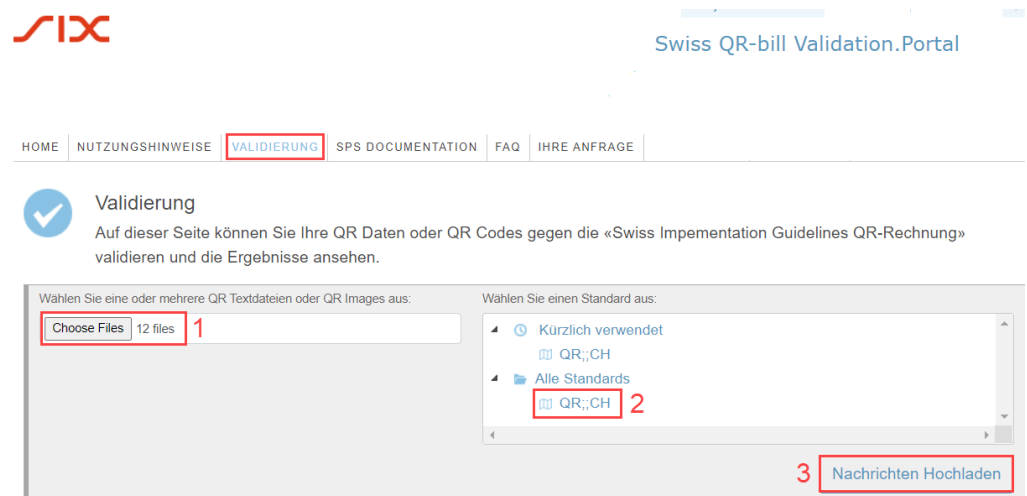 SIX
Swiss QR-bill Validation.Portal
HOME NUTZUNGSHINWEISE VALIDIERUNG SPS DOCUMENTATION FAQ IHRE ANFRAGE
Validierung
Auf dieser Seite können Sie Ihre QR Daten oder QR Codes gegen die «Swiss Impementation Guidelines QR-Rechnung»
validieren und die Ergebnisse ansehen.
Wählen Sie eine oder mehrere QR Textdateien oder QR Images aus:
Choose Files 12 files 1
Wählen Sie einen Standard aus:
Kürzlich verwendet
QR;;CH
Alle Standards
QR;;CH 2
3 Nachrichten Hochladen